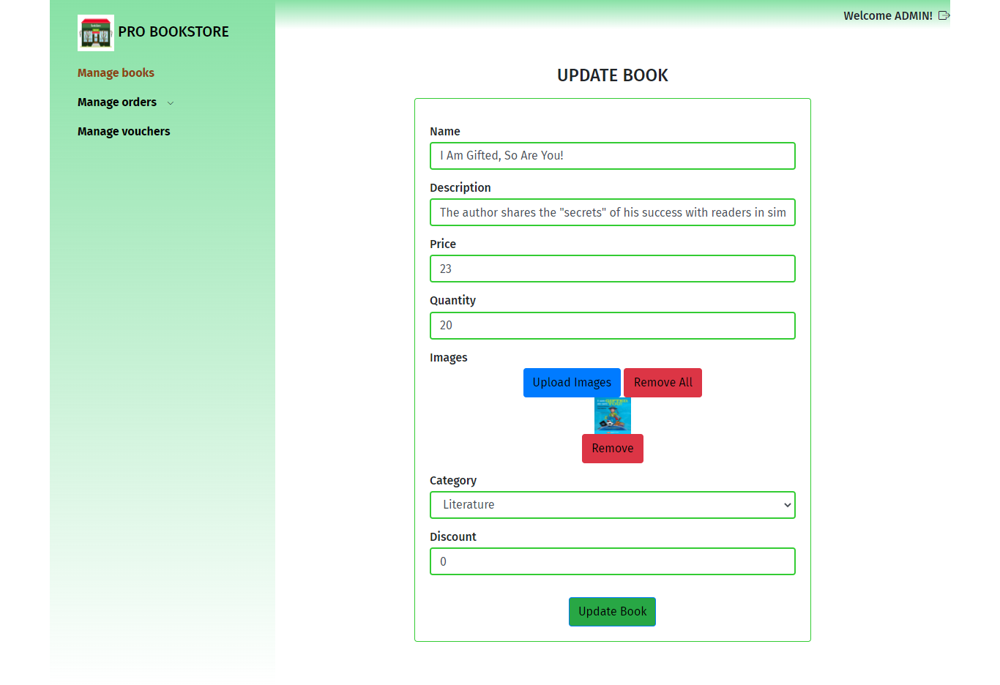 PRO BOOKSTORE
Welcome ADMIN!
Manage books
Manage orders
Manage vouchers
UPDATE BOOK
Name
I Am Gifted, So Are You!
Description
The author shares the "secrets" of his success with readers in sim
Price
23
Quantity
20
Images
Upload Images Remove All
Remove
Category
Literature
Discount
0
Update Book